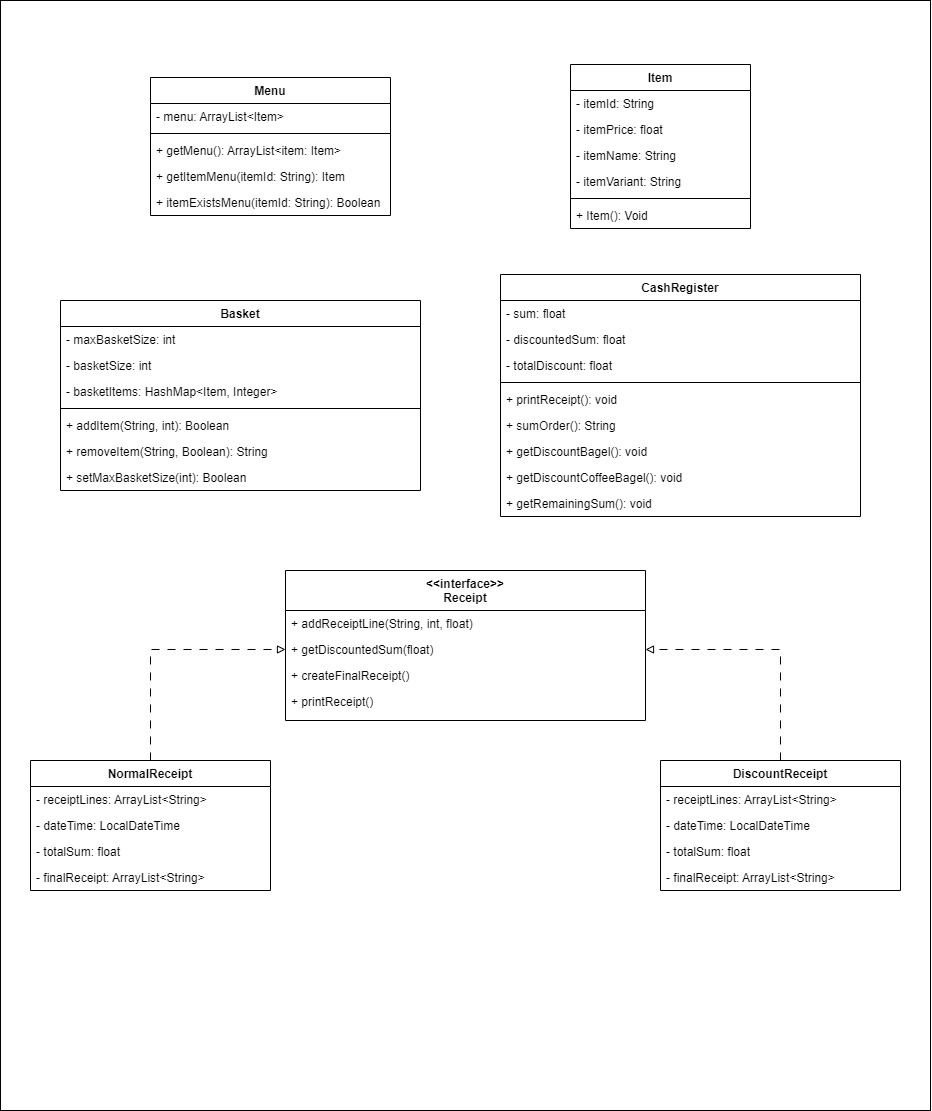 Menu
- menu: ArrayList<Item>
+ getMenu(): ArrayList<item: Item>
+ getItemMenu(itemId: String): Item
+ itemExistsMenu(itemId: String): Boolean
Item
- itemId: String
- itemPrice: float
- itemName: String
- itemVariant: String
+ Item(): Void
Basket
- maxBasketSize: int
- basketSize: int
- basketItems: HashMap<Item, Integer>
+ addItem(String, int): Boolean
+ removeItem(String, Boolean): String
+ setMaxBasketSize(int): Boolean
CashRegister
- sum: float
- discountedSum: float
- totalDiscount: float
+ printReceipt(): void
+ sumOrder(): String
+ getDiscountBagel(): void
+ getDiscountCoffeeBagel(): void
+ getRemainingSum(): void
<<interface>>
Receipt
+ addReceiptLine(String, int, float)
+ getDiscountedSum(float)
+ createFinalReceipt()
+ printReceipt()
NormalReceipt
- receiptLines: ArrayList<String>
- dateTime: LocalDateTime
- totalSum: float
- finalReceipt: ArrayList<String>
DiscountReceipt
- receiptLines: ArrayList<String>
- dateTime: LocalDateTime
- totalSum: float
- finalReceipt: ArrayList<String>